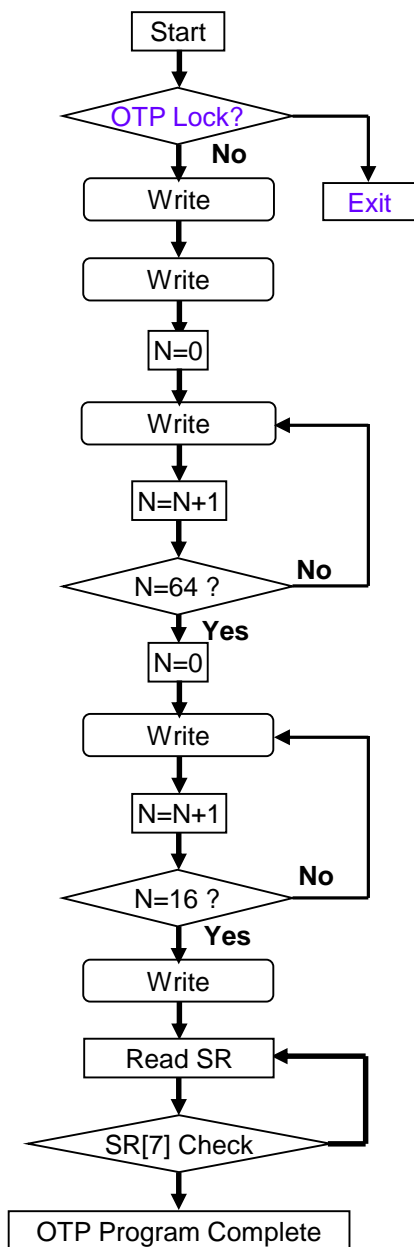 Start
OTP Lock?
No
Write
Exit
Write
N=0
Write
N=N+1
No
N=64 ?
Yes
N=0
Write
N=N+1
No
N=16 ?
Yes
Write
Read SR
SR[7] Check
OTP Program Complete